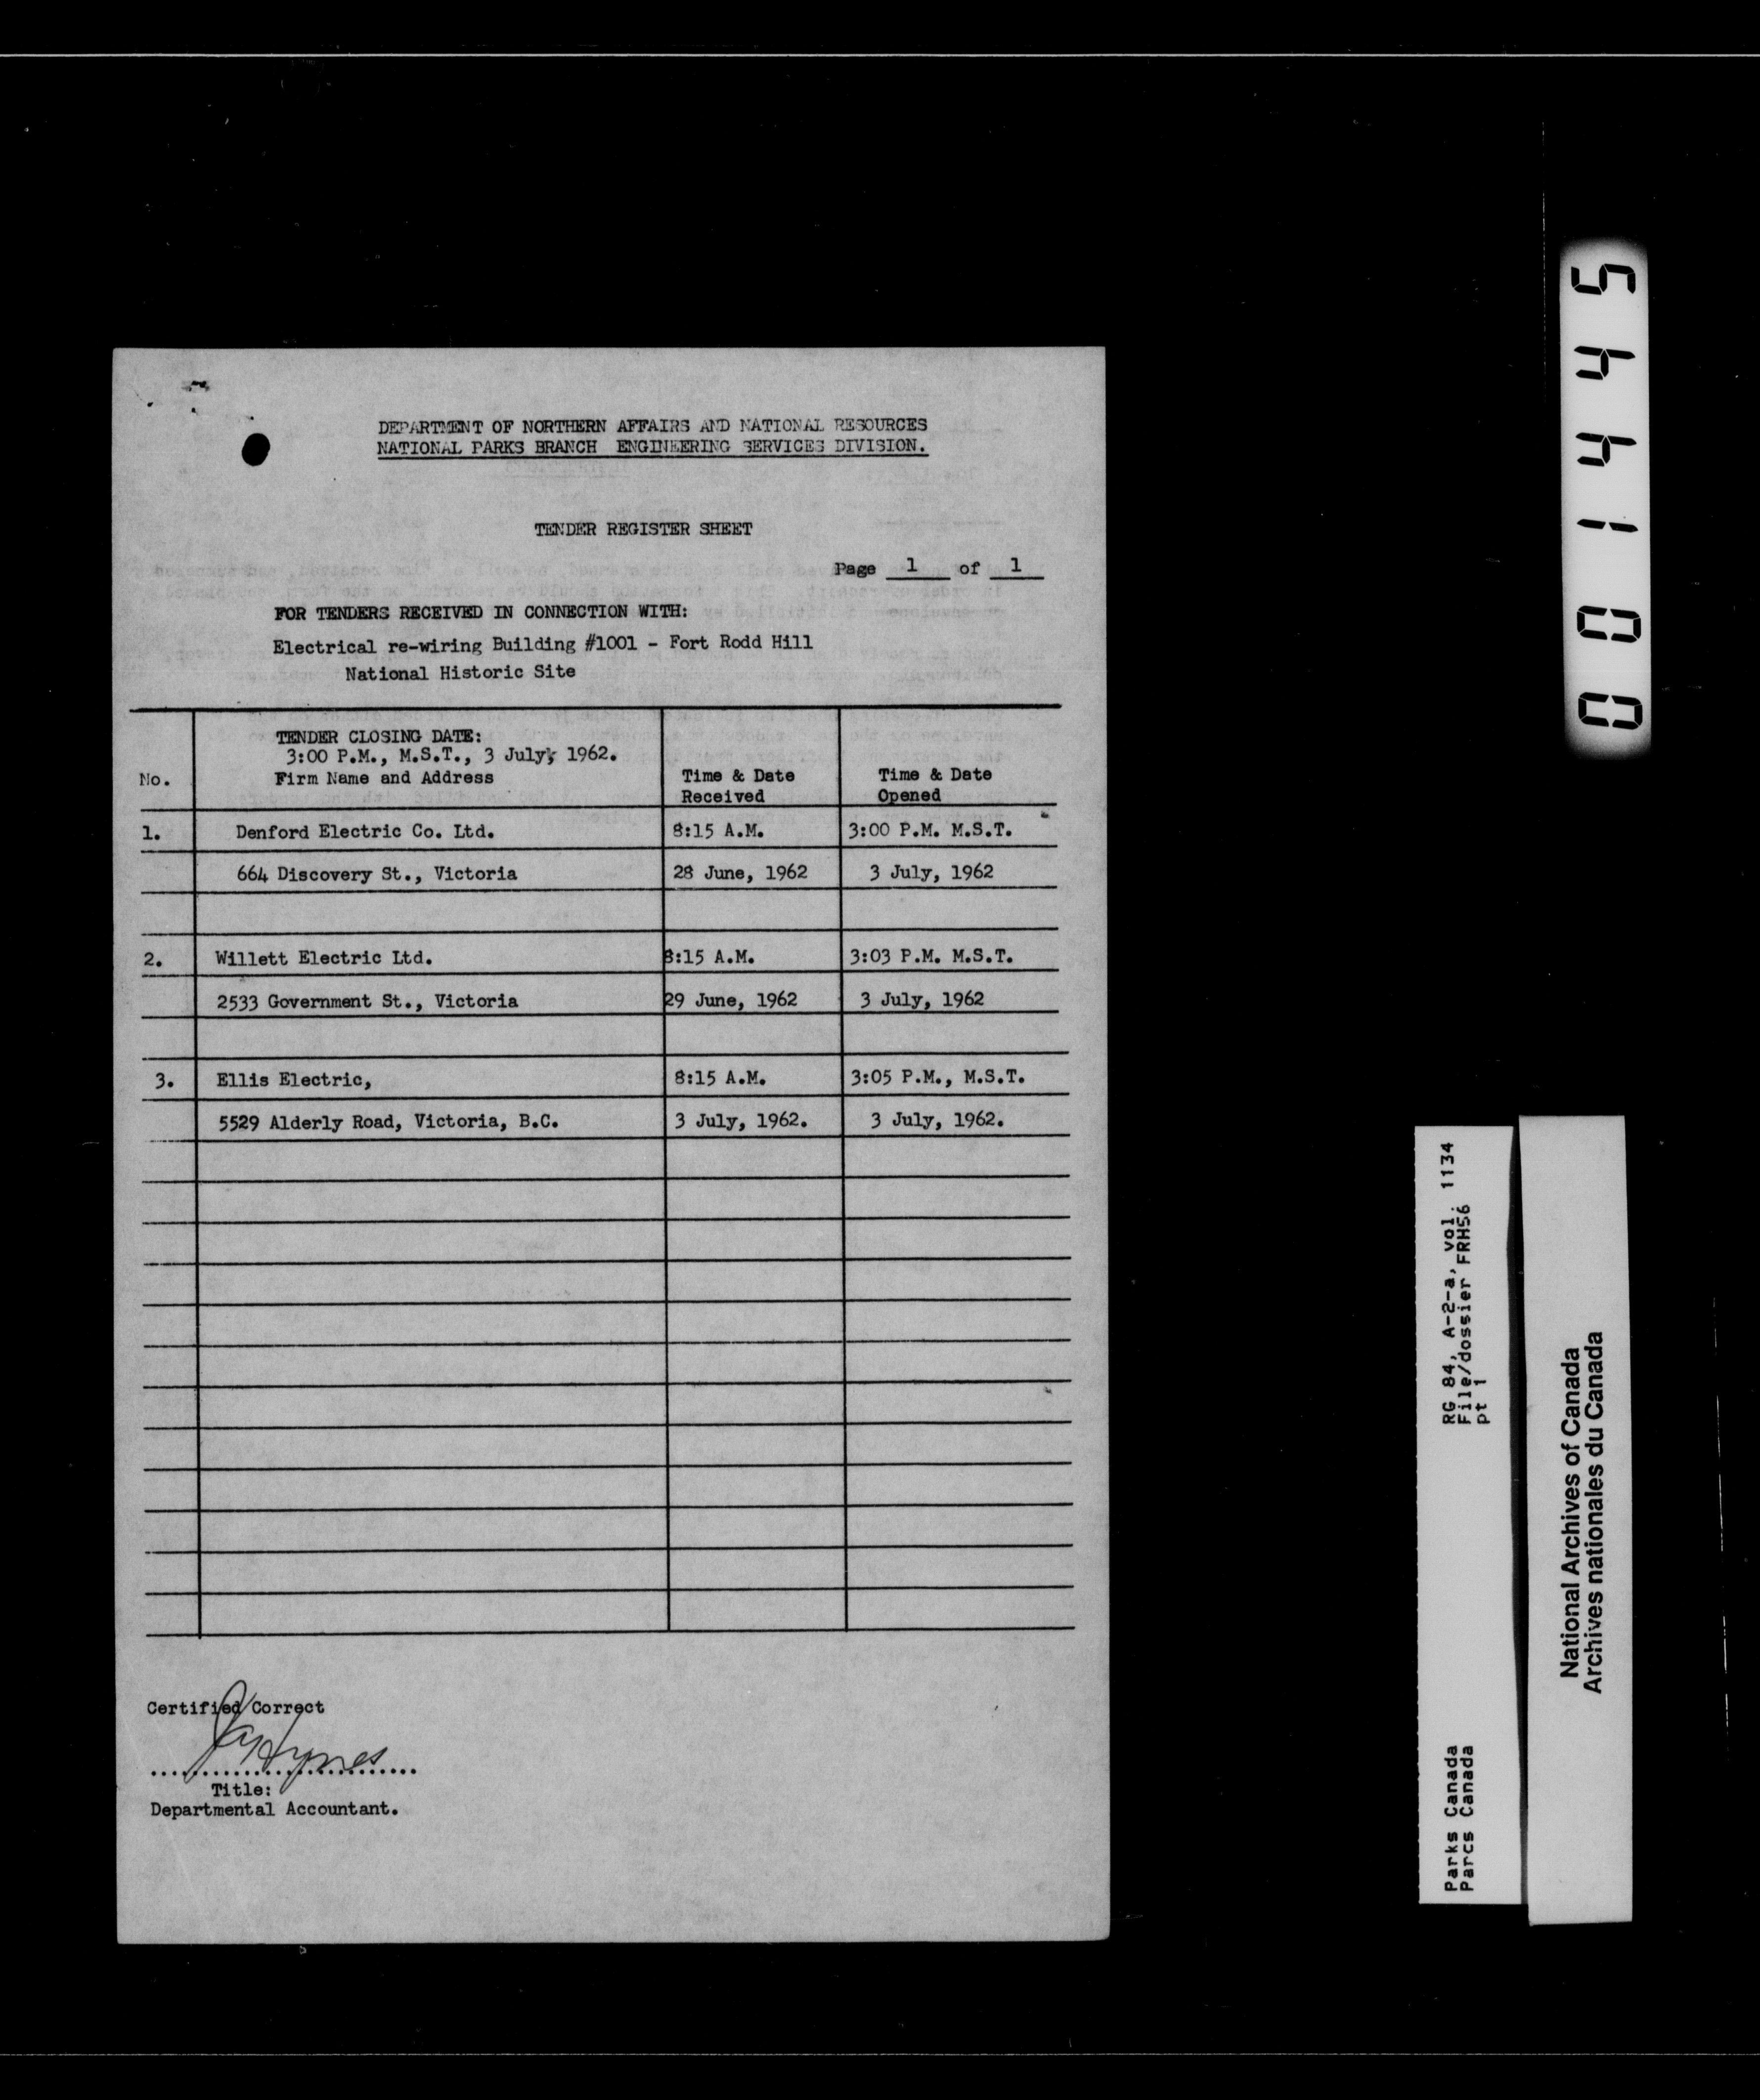 DEPARTMENT OF NORTHERN AFFAIRS AND NATIONAL RESOURCES
NATIONAL PARKS BRANCH ENGINEERING SERVICES DIVISION.
TENDER REGISTER SHEET
Page 1 of 1
FOR TENDERS RECEIVED IN CONNECTION WITH:
Electrical re-wiring Building #1001 - Fort Rodd Hill
National Historic Site
TENDER CLOSING DATE:
3:00 P.M., M.S.T., 3 July, 1962.
No. Firm Name and Address Time & Date Received Time & Date Opened
1. Denford Electric Co. Ltd. 8:15 A.M. 3:00 P.M. M.S.T.
664 Discovery St., Victoria 28 June, 1962 3 July, 1962
2. Willett Electric Ltd. 8:15 A.M. 3:03 P.M. M.S.T.
2533 Government St., Victoria 29 June, 1962 3 July, 1962
3. Ellis Electric, 8:15 A.M. 3:05 P.M., M.S.T.
5529 Alderly Road, Victoria, B.C. 3 July, 1962. 3 July, 1962.
Certified Correct
Title:
Departmental Accountant.
001445
RG 84, A-2-a, vol. 1134
File/dossier FRH56
pt 1
Parks Canada
Parcs Canada
National Archives of Canada
Archives nationales du Canada